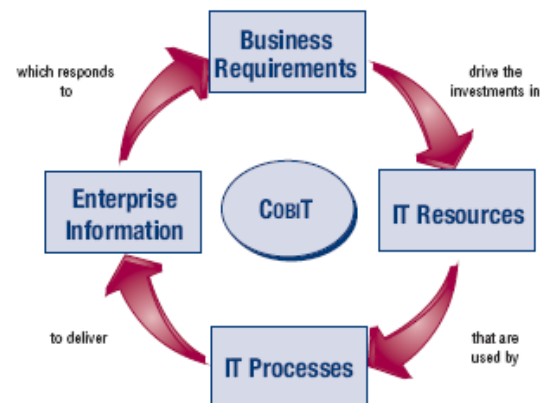 Business
Requirements
which responds
to
drive the
investments in
Enterprise
Information
COBIT
IT Resources
to deliver
IT Processes
that are
used by